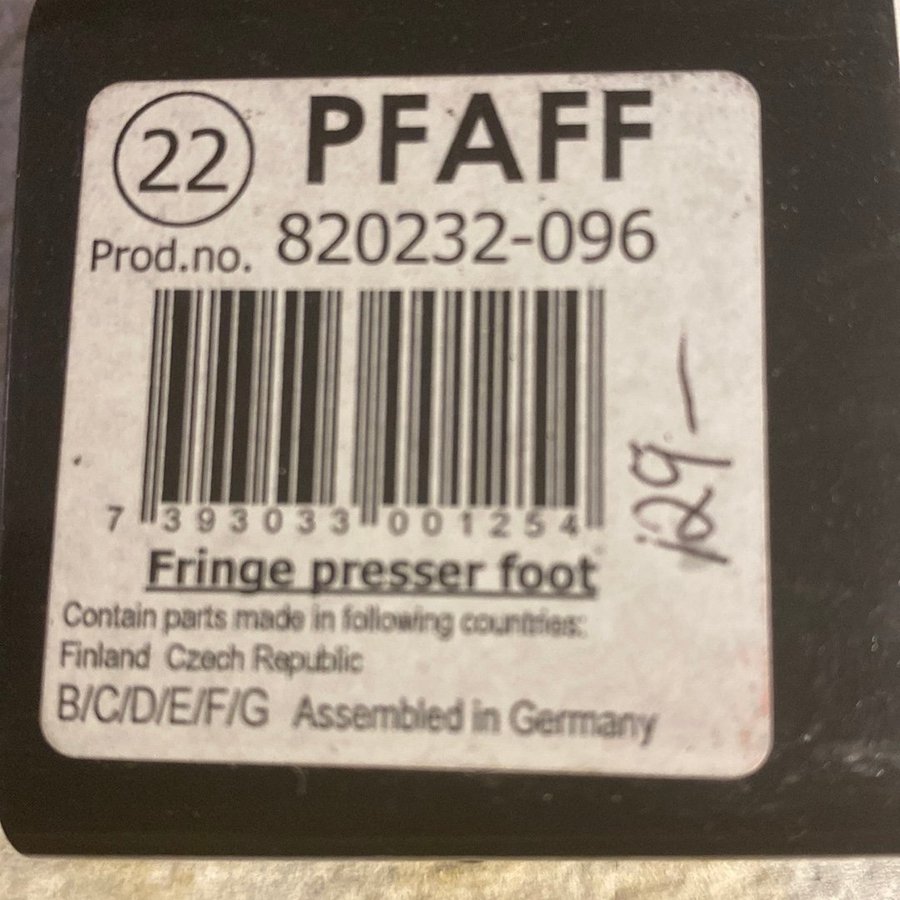 22 PFAFF
Prod.no. 820232-096
7 393033 001254
129-
Fringe presser foot
Contain parts made in following countries:
Finland Czech Republic
B/C/D/E/F/G Assembled in Germany